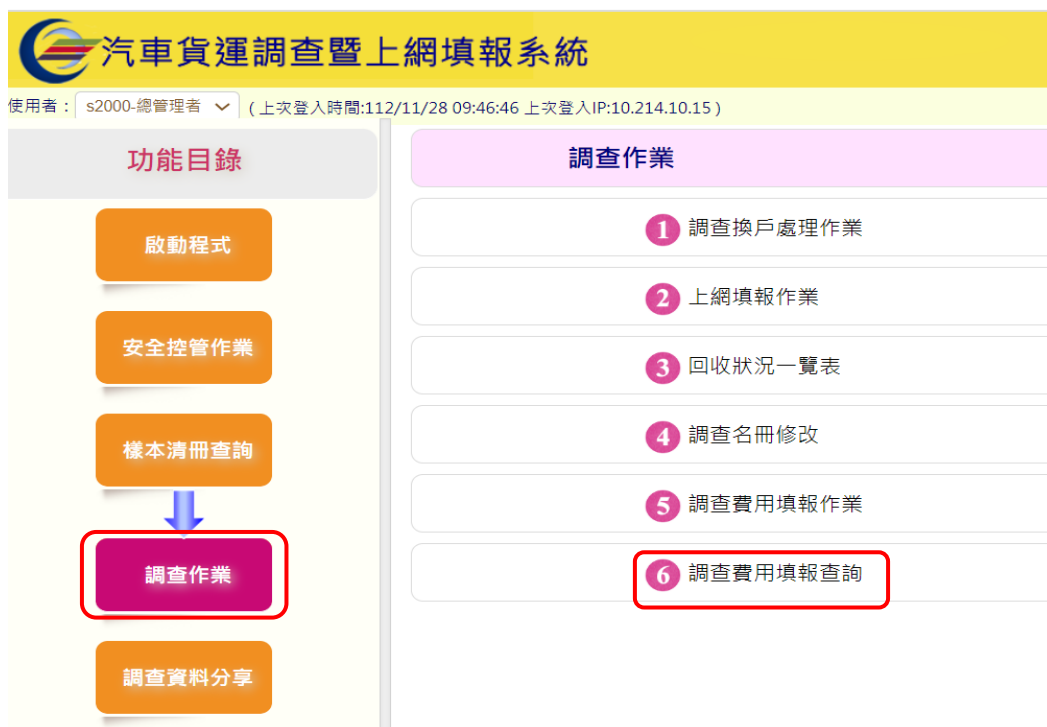 汽車貨運調查暨上網填報系統
使用者： s2000-總管理者 (上次登入時間:112/11/28 09:46:46 上次登入IP:10.214.10.15 )
功能目錄
啟動程式
安全控管作業
樣本清冊查詢
調查作業
調查資料分享
調查作業
1 調查換戶處理作業
2 上網填報作業
3 回收狀況一覽表
4 調查名冊修改
5 調查費用填報作業
6 調查費用填報查詢